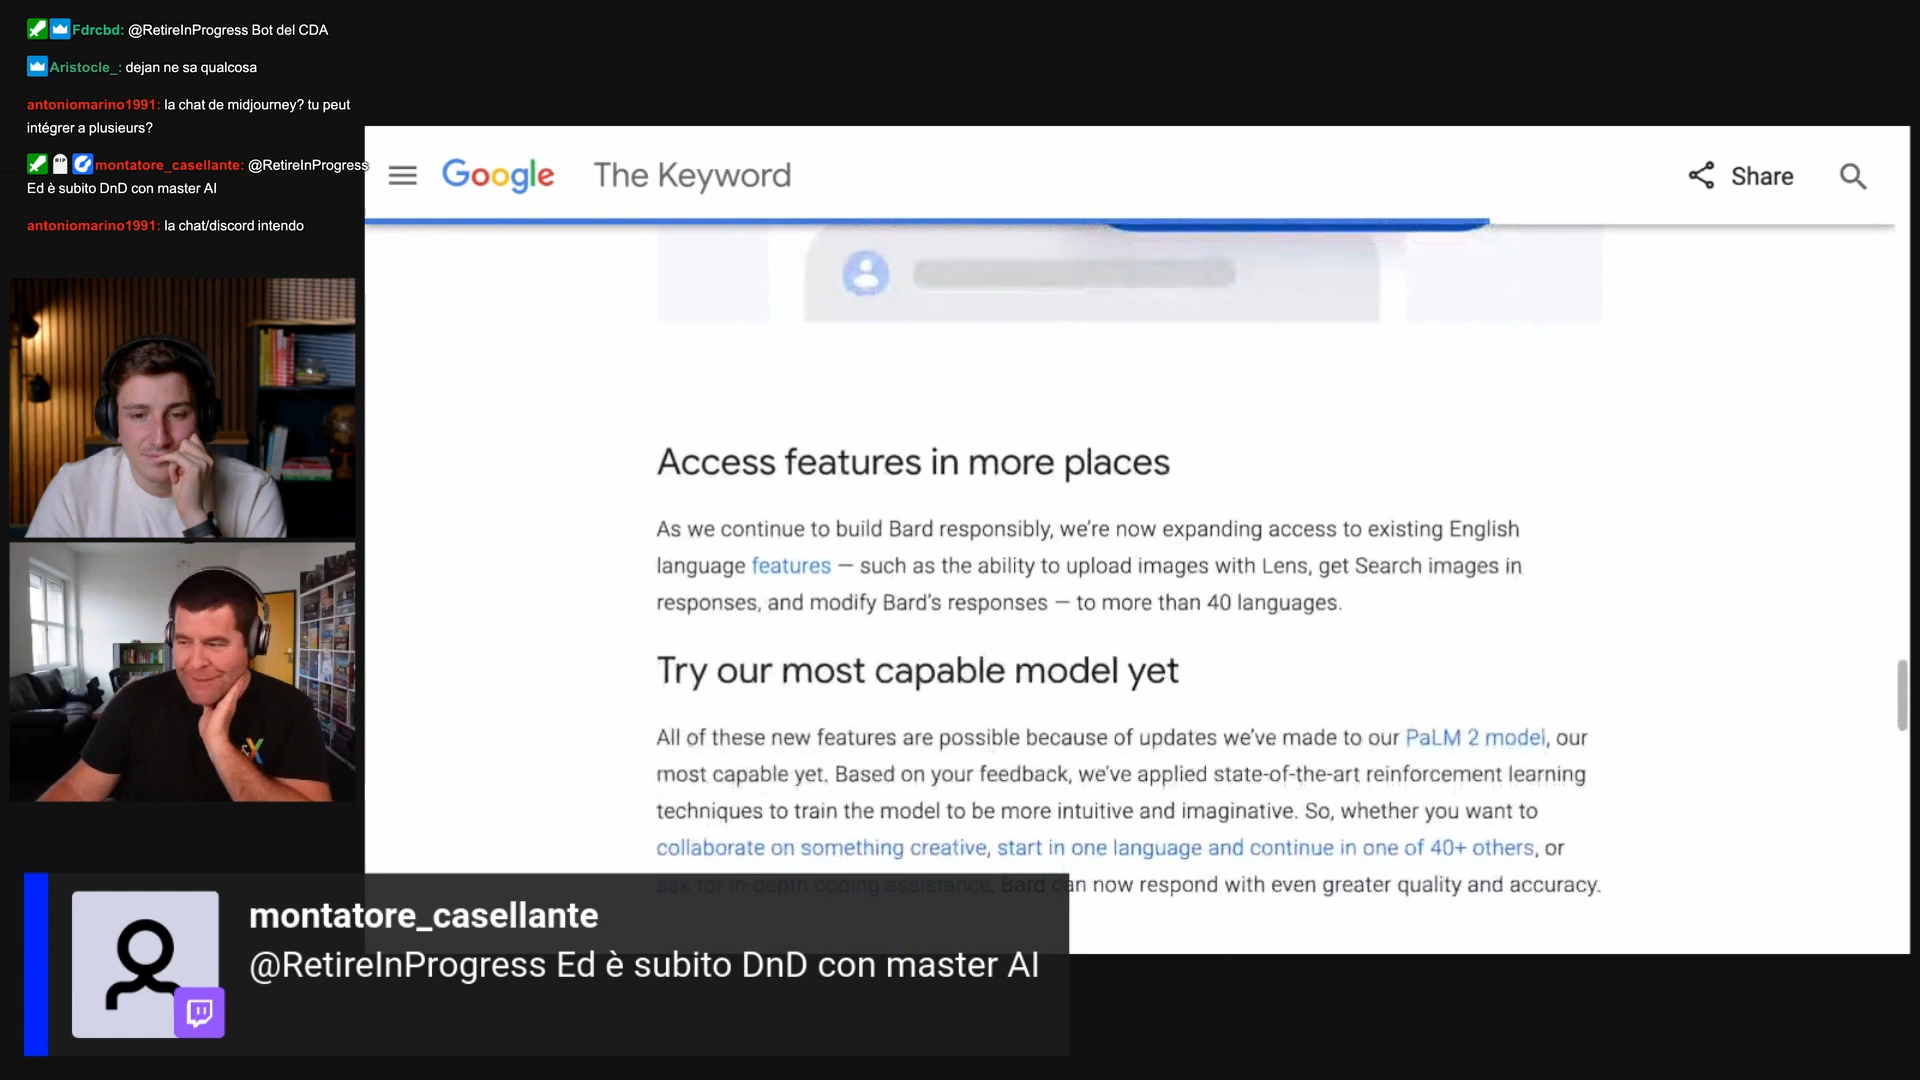 Fdrcbd: @RetireInProgress Bot del CDA
Aristocle_: dejan ne sa qualcosa
antoniomarino1991: la chat de midjourney? tu peut
intégrer a plusieurs?
montatore_casellante: @RetireInProgress
Ed è subito DnD con master AI
antoniomarino1991: la chat/discord intendo
Google The Keyword
Share
Access features in more places
As we continue to build Bard responsibly, we’re now expanding access to existing English
language features — such as the ability to upload images with Lens, get Search images in
responses, and modify Bard’s responses — to more than 40 languages.
Try our most capable model yet
All of these new features are possible because of updates we’ve made to our PaLM 2 model, our
most capable yet. Based on your feedback, we’ve applied state-of-the-art reinforcement learning
techniques to train the model to be more intuitive and imaginative. So, whether you want to
collaborate on something creative, start in one language and continue in one of 40+ others, or
ask for in-depth coding assistance, Bard can now respond with even greater quality and accuracy.
montatore_casellante
@RetireInProgress Ed è subito DnD con master AI